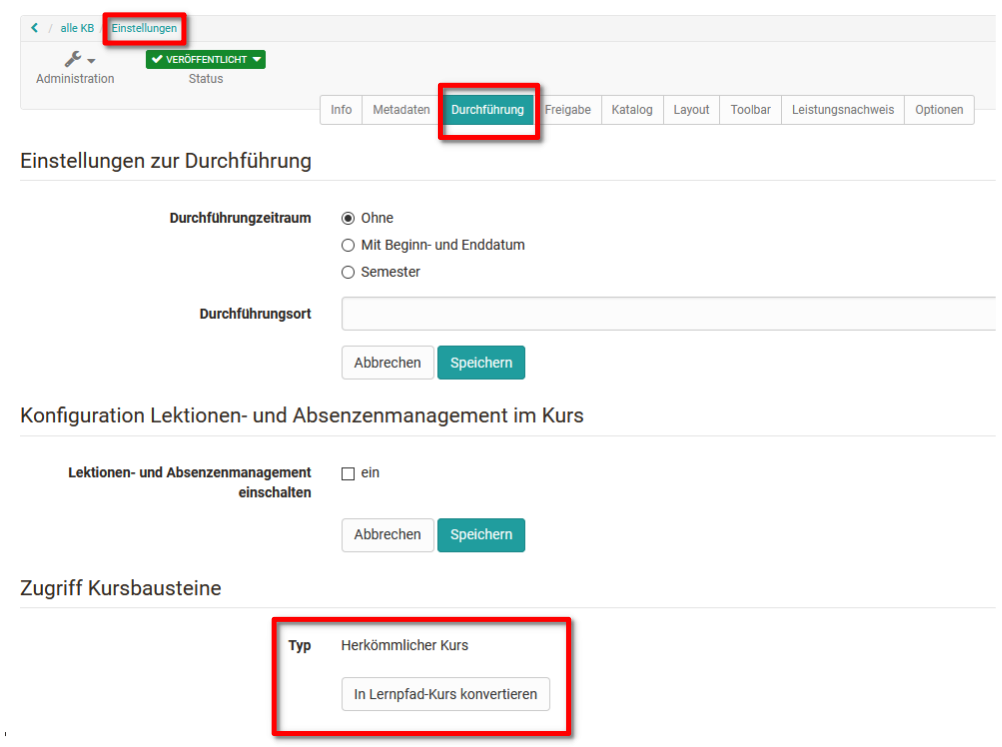 / alle KB / Einstellungen
Administration
VERÖFFENTLICHT
Status
Info Metadaten Durchführung Freigabe Katalog Layout Toolbar Leistungsnachweis Optionen
Einstellungen zur Durchführung
Durchführungzeitraum Ohne
Mit Beginn- und Enddatum
Semester
Durchführungsort
Abbrechen Speichern
Konfiguration Lektionen- und Absenzenmanagement im Kurs
Lektionen- und Absenzenmanagement ein
einschalten
Abbrechen Speichern
Zugriff Kursbausteine
Typ Herkömmlicher Kurs
In Lernpfad-Kurs konvertieren